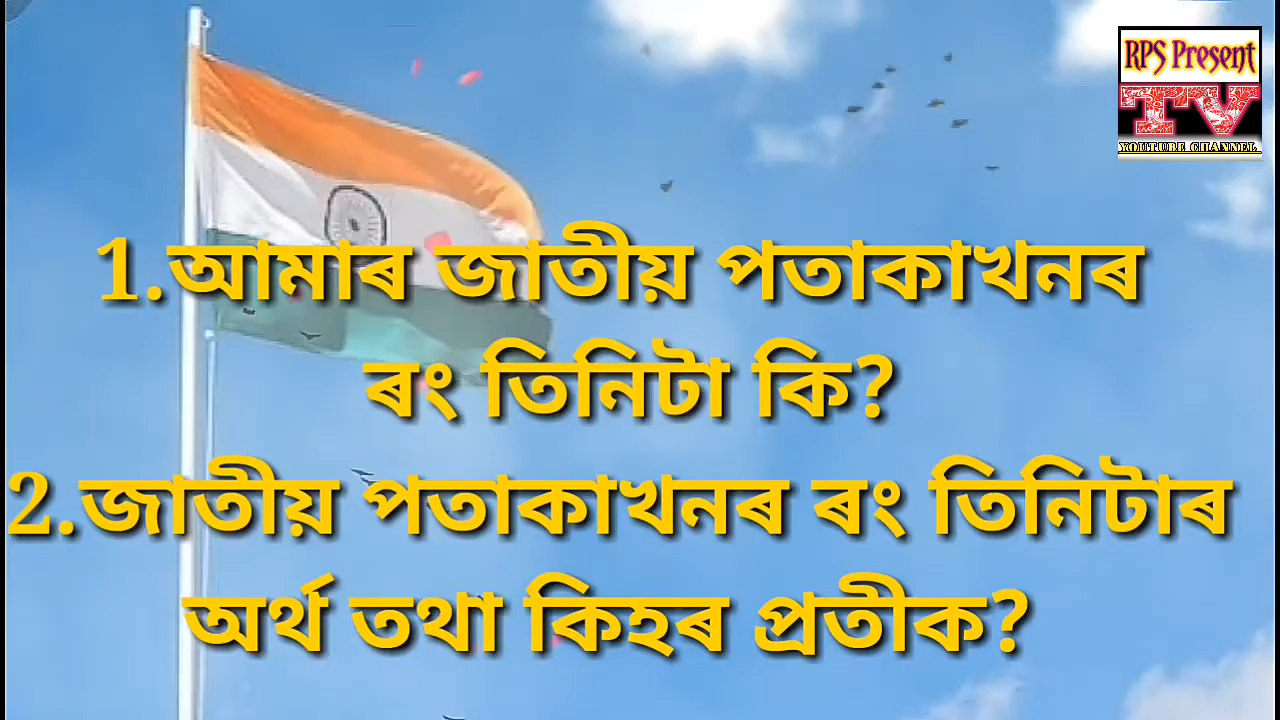 RPS Present
TV
YOUTUBE CHANNEL
1.আমাৰ জাতীয় পতাকাখনৰ
ৰং তিনিটা কি?
2.জাতীয় পতাকাখনৰ ৰং তিনিটাৰ
অৰ্থ তথা কিহৰ প্ৰতীক?